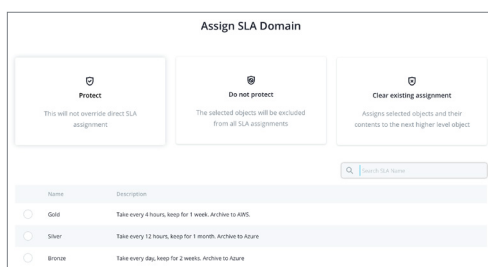 Assign SLA Domain
Protect
This will not override direct SLA
assignment
Do not protect
The selected objects will be excluded
from all SLA assignments
Clear existing assignment
Assigns selected objects and their
contents to the next higher level object
Search SLA Name
Name Description
Gold Take every 4 hours, keep for 1 week. Archive to AWS.
Silver Take every 12 hours, keep for 1 month. Archive to Azure
Bronze Take every day, keep for 2 weeks. Archive to Azure